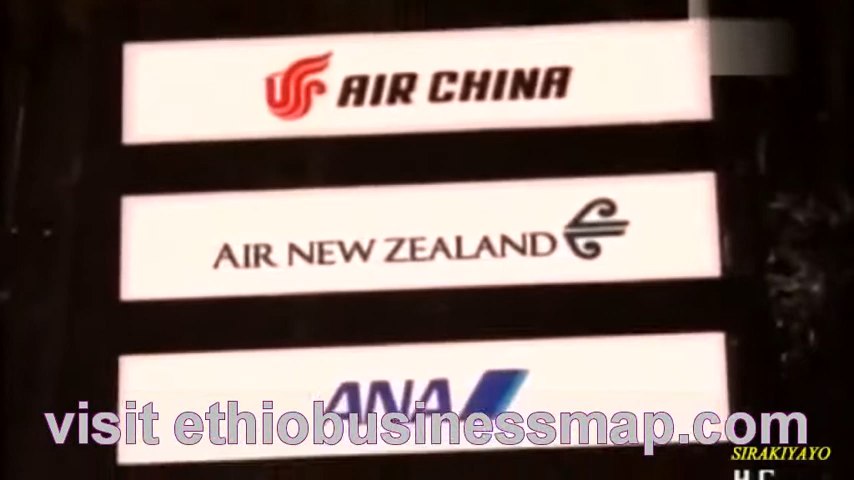 AIR CHINA
AIR NEW ZEALAND
ANA
visit ethiobusinessmap.com
SIRAKIYAYO